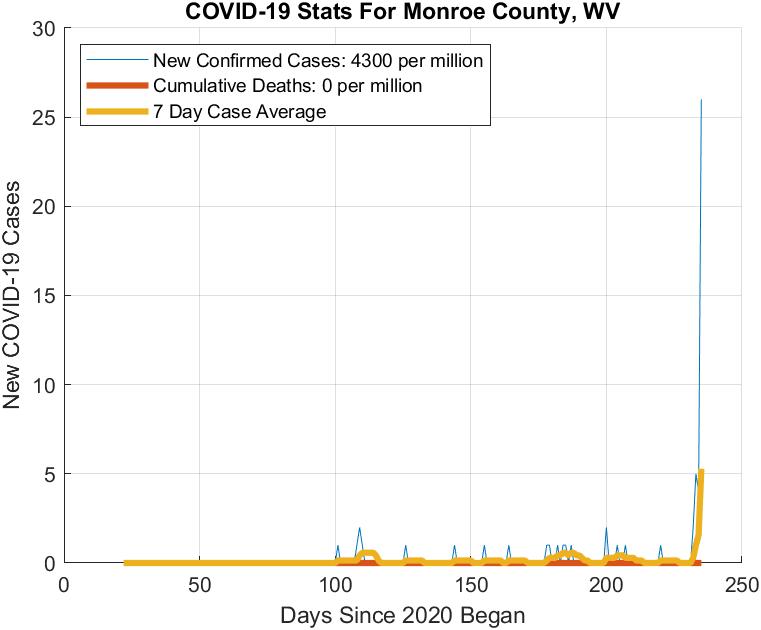 COVID-19 Stats For Monroe County, WV
New Confirmed Cases: 4300 per million
Cumulative Deaths: 0 per million
7 Day Case Average
New COVID-19 Cases
30
25
20
15
10
5
0
0 50 100 150 200 250
Days Since 2020 Began